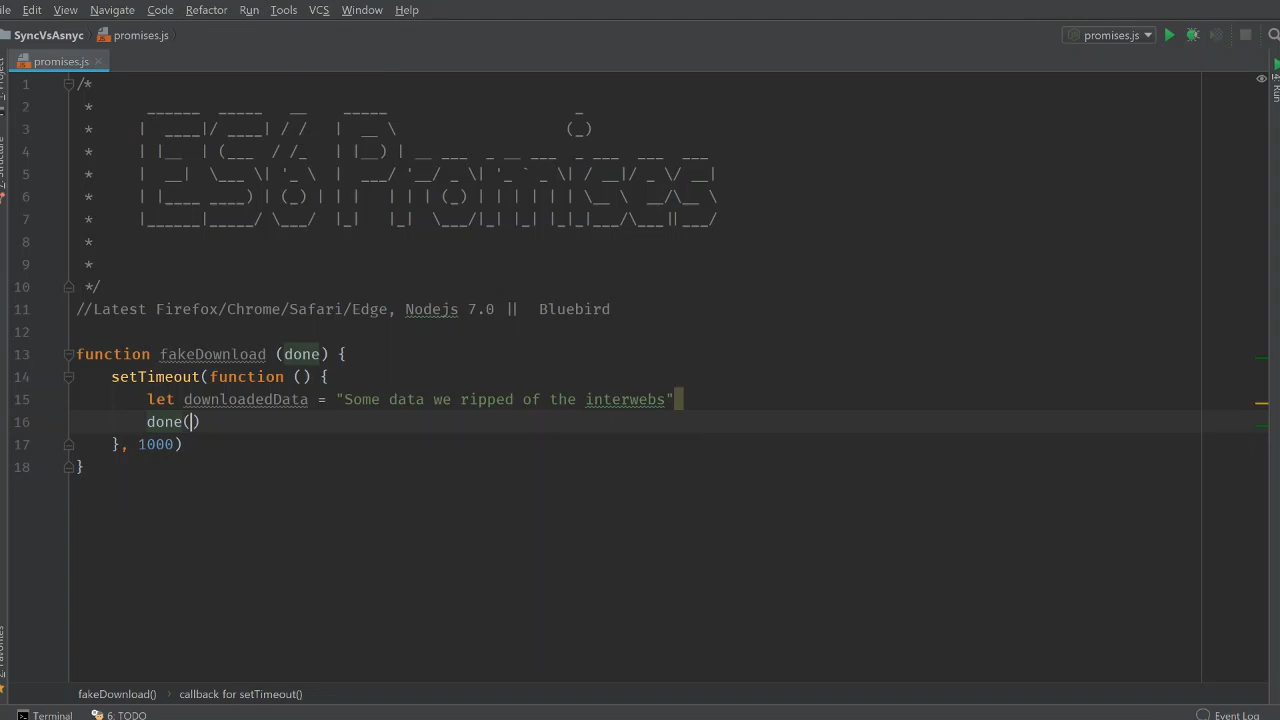 File Edit View Navigate Code Refactor Run Tools VCS Window Help
SyncVsAsnyc promises.js promises.js
promises.js
1 /*
2 *
3 *
4 *
5 *
6 *
7 *
ES6 Promises
8 *
9 *
10 */
11 //Latest Firefox/Chrome/Safari/Edge, Nodejs 7.0 || Bluebird
12
13 function fakeDownload (done) {
14 setTimeout(function () {
15 let downloadedData = "Some data we ripped of the interwebs"
16 done()
17 }, 1000)
18 }
fakeDownload() callback for setTimeout()
Terminal 6: TODO Event Log